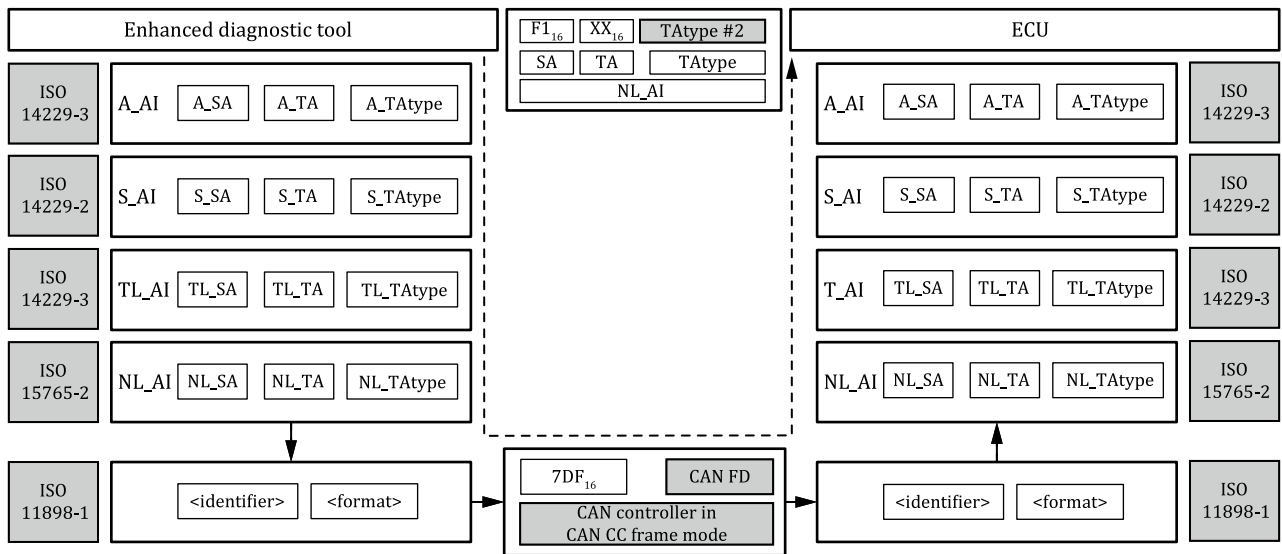 Enhanced diagnostic tool
F1₁₆ XX₁₆ TAtype #2
ECU
SA TA TAtype
NL_AI
ISO 14229-3
A_AI A_SA A_TA A_TAtype
A_AI A_SA A_TA A_TAtype
ISO 14229-3
ISO 14229-2
S_AI S_SA S_TA S_TAtype
S_AI S_SA S_TA S_TAtype
ISO 14229-2
ISO 14229-3
TL_AI TL_SA TL_TA TL_TAtype
T_AI TL_SA TL_TA TL_TAtype
ISO 14229-3
ISO 15765-2
NL_AI NL_SA NL_TA NL_TAtype
NL_AI NL_SA NL_TA NL_TAtype
ISO 15765-2
ISO 11898-1
<identifier> <format>
7DF₁₆ CAN FD
CAN controller in
CAN CC frame mode
<identifier> <format>
ISO 11898-1